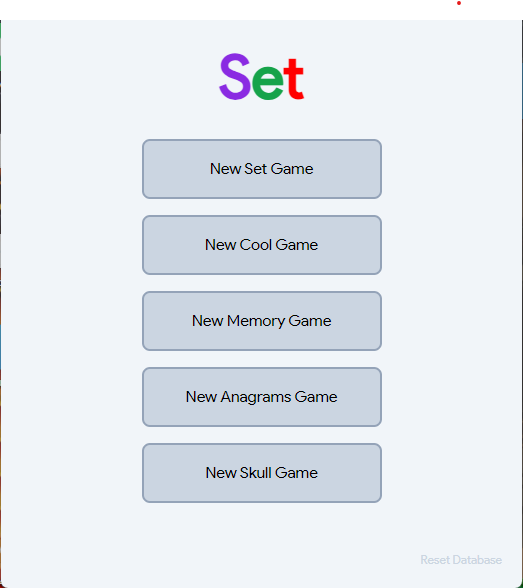 Set
New Set Game
New Cool Game
New Memory Game
New Anagrams Game
New Skull Game
Reset Database